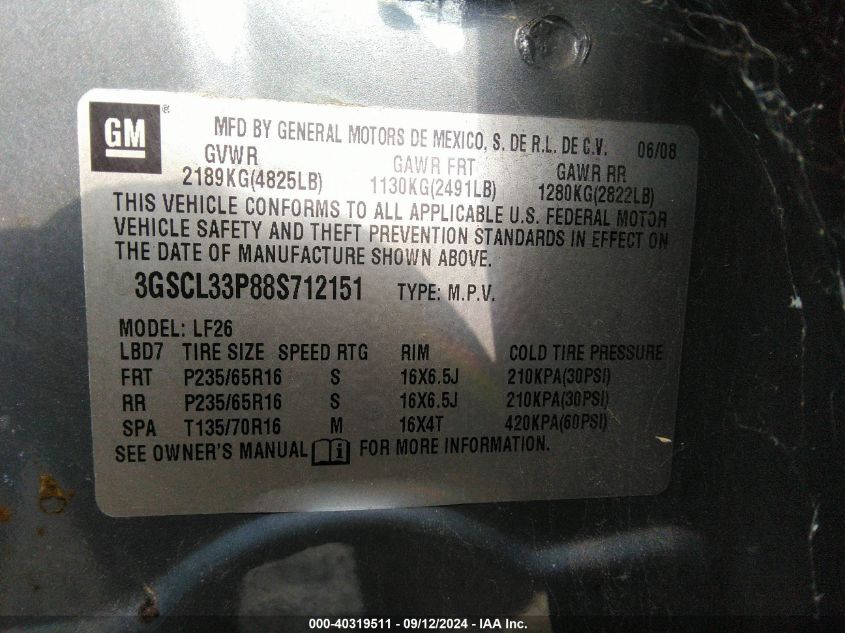 GM ® MFD BY GENERAL MOTORS DE MEXICO, S. DE R.L. DE C.V. 06/08
GVWR GAWR FRT GAWR RR
2189KG(4825LB) 1130KG(2491LB) 1280KG(2822LB)
THIS VEHICLE CONFORMS TO ALL APPLICABLE U.S. FEDERAL MOTOR
VEHICLE SAFETY AND THEFT PREVENTION STANDARDS IN EFFECT ON
THE DATE OF MANUFACTURE SHOWN ABOVE.
3GSCL33P88S712151 TYPE: M.P.V.
MODEL: LF26
LBD7 TIRE SIZE SPEED RTG RIM COLD TIRE PRESSURE
FRT P235/65R16 S 16X6.5J 210KPA(30PSI)
RR P235/65R16 S 16X6.5J 210KPA(30PSI)
SPA T135/70R16 M 16X4T 420KPA(60PSI)
SEE OWNER'S MANUAL i FOR MORE INFORMATION.
000-40319511 - 09/12/2024 - IAA Inc.